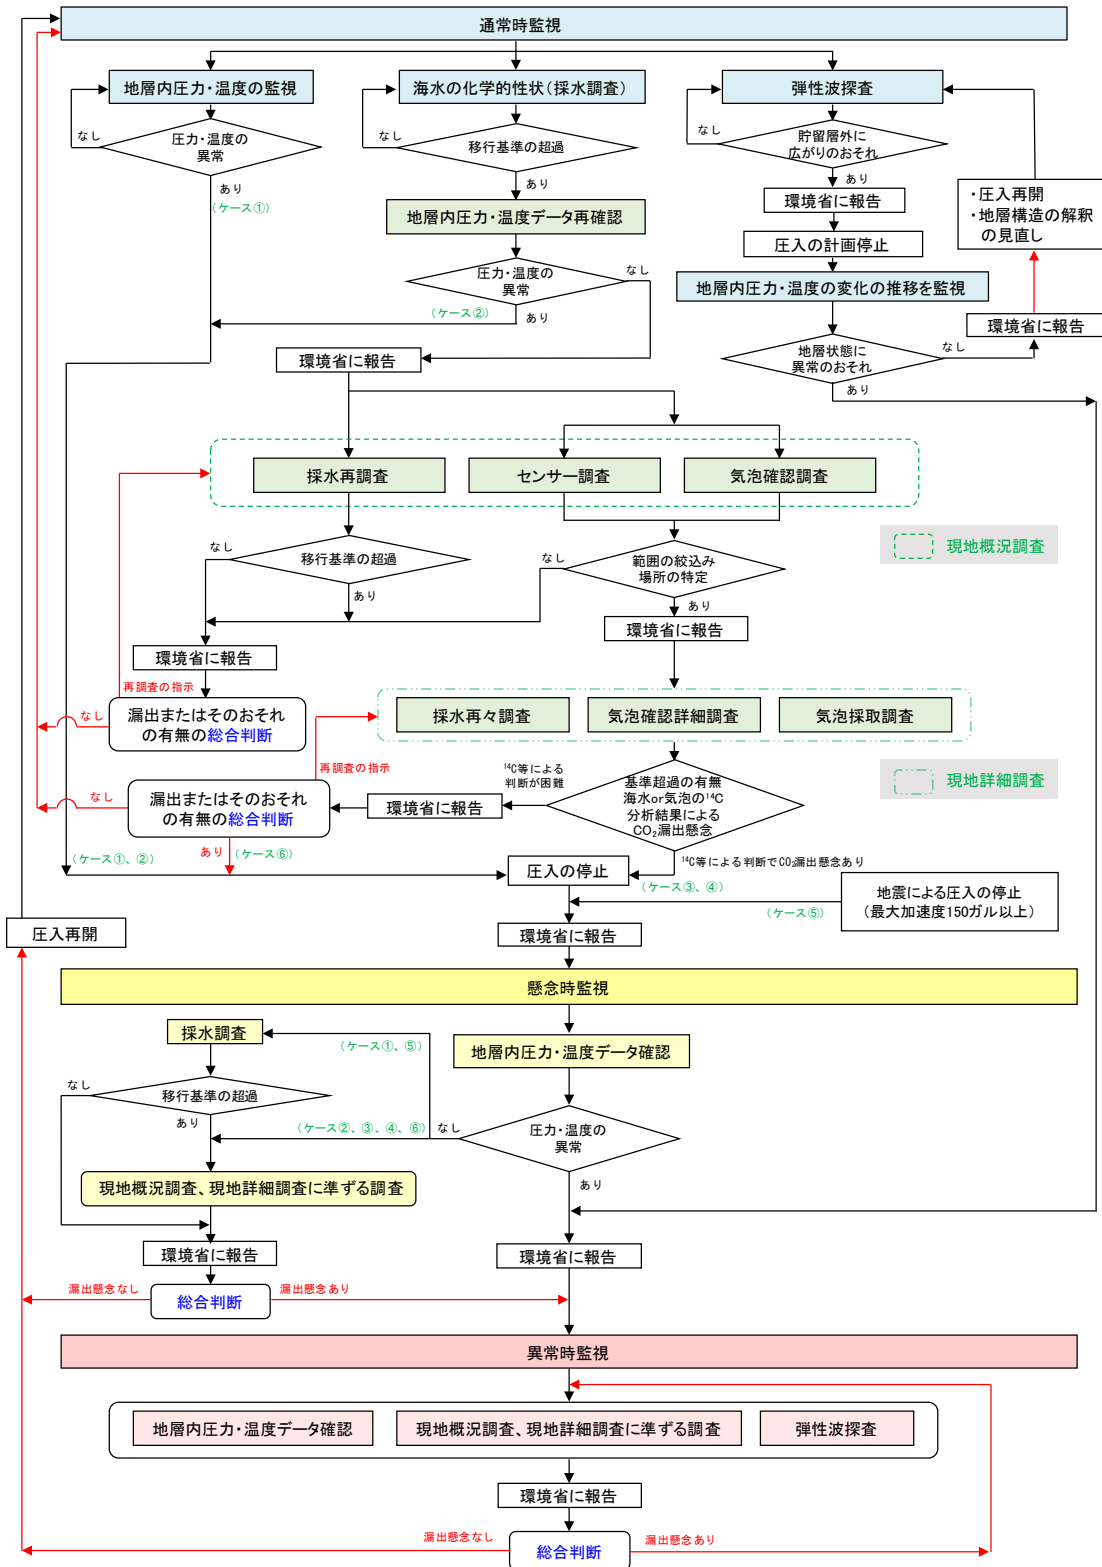 通常時監視
地層内圧力・温度の監視
海水の化学的性状(採水調査)
弾性波探査
なし
圧力・温度の
異常
あり
(ケース①)
なし
移行基準の超過
あり
なし
貯留層外に
広がりのおそれ
あり
地層内圧力・温度データ再確認
環境省に報告
・圧入再開
・地層構造の解釈
の見直し
圧入の計画停止
圧力・温度の
異常
なし
あり
(ケース②)
地層内圧力・温度の変化の推移を監視
環境省に報告
環境省に報告
地層状態に
異常のおそれ
なし
あり
採水再調査
センサー調査
気泡確認調査
現地概況調査
なし
移行基準の超過
あり
なし
範囲の絞込み
場所の特定
あり
環境省に報告
環境省に報告
再調査の指示
なし
漏出またはそのおそれ
の有無の総合判断
採水再々調査
気泡確認詳細調査
気泡採取調査
現地詳細調査
再調査の指示
なし
漏出またはそのおそれ
の有無の総合判断
環境省に報告
¹⁴C等による
判断が困難
基準超過の有無
海水or気泡の¹⁴C
分析結果による
CO₂漏出懸念
あり
(ケース⑥)
(ケース①、②)
¹⁴C等による判断でCO₂漏出懸念あり
圧入の停止
(ケース③、④)
(ケース⑤)
地震による圧入の停止
(最大加速度150ガル以上)
圧入再開
環境省に報告
懸念時監視
採水調査
(ケース①、⑤)
地層内圧力・温度データ確認
なし
移行基準の超過
あり
(ケース②、③、④、⑥)
なし
圧力・温度の
異常
あり
現地概況調査、現地詳細調査に準ずる調査
環境省に報告
環境省に報告
漏出懸念なし
総合判断
漏出懸念あり
異常時監視
地層内圧力・温度データ確認
現地概況調査、現地詳細調査に準ずる調査
弾性波探査
環境省に報告
漏出懸念なし
総合判断
漏出懸念あり